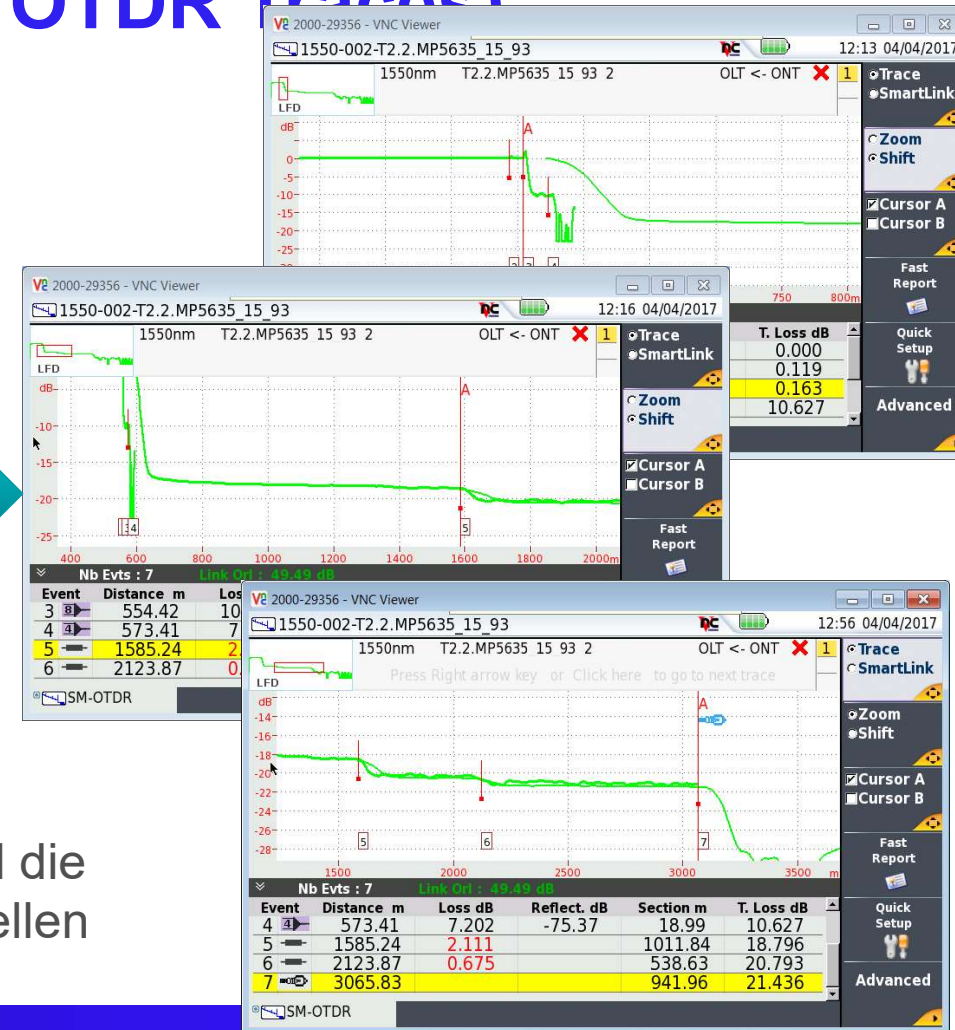 OTDR Traces)
V2 2000-29356 - VNC Viewer
1550-002-T2.2.MP5635_15_93
12:13 04/04/2017
1550nm T2.2.MP5635 15 93 2 OLT <- ONT 1
LFD
Trace
SmartLink
Zoom
Shift
Cursor A
Cursor B
Fast
Report
Quick
Setup
Advanced
dB
A
0
-5
-10
-15
-20
-25
750 800m
T. Loss dB
0.000
0.119
0.163
10.627
2000-29356 - VNC Viewer
1550-002-T2.2.MP5635_15_93
12:16 04/04/2017
1550nm T2.2.MP5635 15 93 2 OLT <- ONT 1
LFD
Trace
SmartLink
Zoom
Shift
Cursor A
Cursor B
Fast
Report
dB
A
-10
-15
-20
-25
34 5
400 600 800 1000 1200 1400 1600 1800 2000m
Nb Evts : 7 Link Orl : 49.49 dB
Event Distance m Los
3 8 554.42 10
4 4 573.41 7
5 1585.24 2.
6 2123.87 0.
SM-OTDR
2000-29356 - VNC Viewer
1550-002-T2.2.MP5635_15_93
12:56 04/04/2017
1550nm T2.2.MP5635 15 93 2 OLT <- ONT 1
Press Right arrow key or Click here to go to next trace
LFD
Trace
SmartLink
Zoom
Shift
Cursor A
Cursor B
Fast
Report
Quick
Setup
Advanced
dB
A
-14
-16
-18
-20
-22
-24
-26
-28
5 6 7
1500 2000 2500 3000 3500 m
Nb Evts : 7 Link Orl : 49.49 dB
Event Distance m Loss dB Reflect. dB Section m T. Loss dB
4 4 573.41 7.202 -75.37 18.99 10.627
5 1585.24 2.111 1011.84 18.796
6 2123.87 0.675 538.63 20.793
7 3065.83 941.96 21.436
SM-OTDR
die
ellen